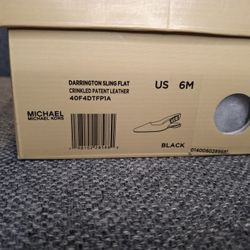 DARRINGTON SLING FLAT
CRINKLED PATENT LEATHER
40F4DTFP1A
US 6M
MICHAEL
MICHAEL KORS
BLACK